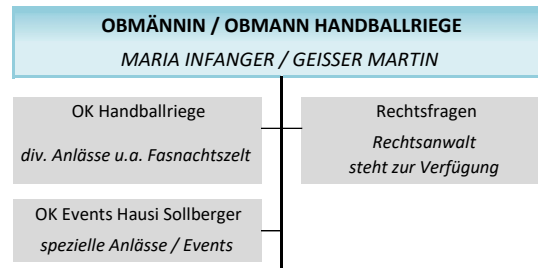 OBMÄNNIN / OBMANN HANDBALLRIEGE
MARIA INFANGER / GEISSER MARTIN
OK Handballriege
div. Anlässe u.a. Fasnachtszelt
Rechtsfragen
Rechtsanwalt
steht zur Verfügung
OK Events Hausi Sollberger
spezielle Anlässe / Events